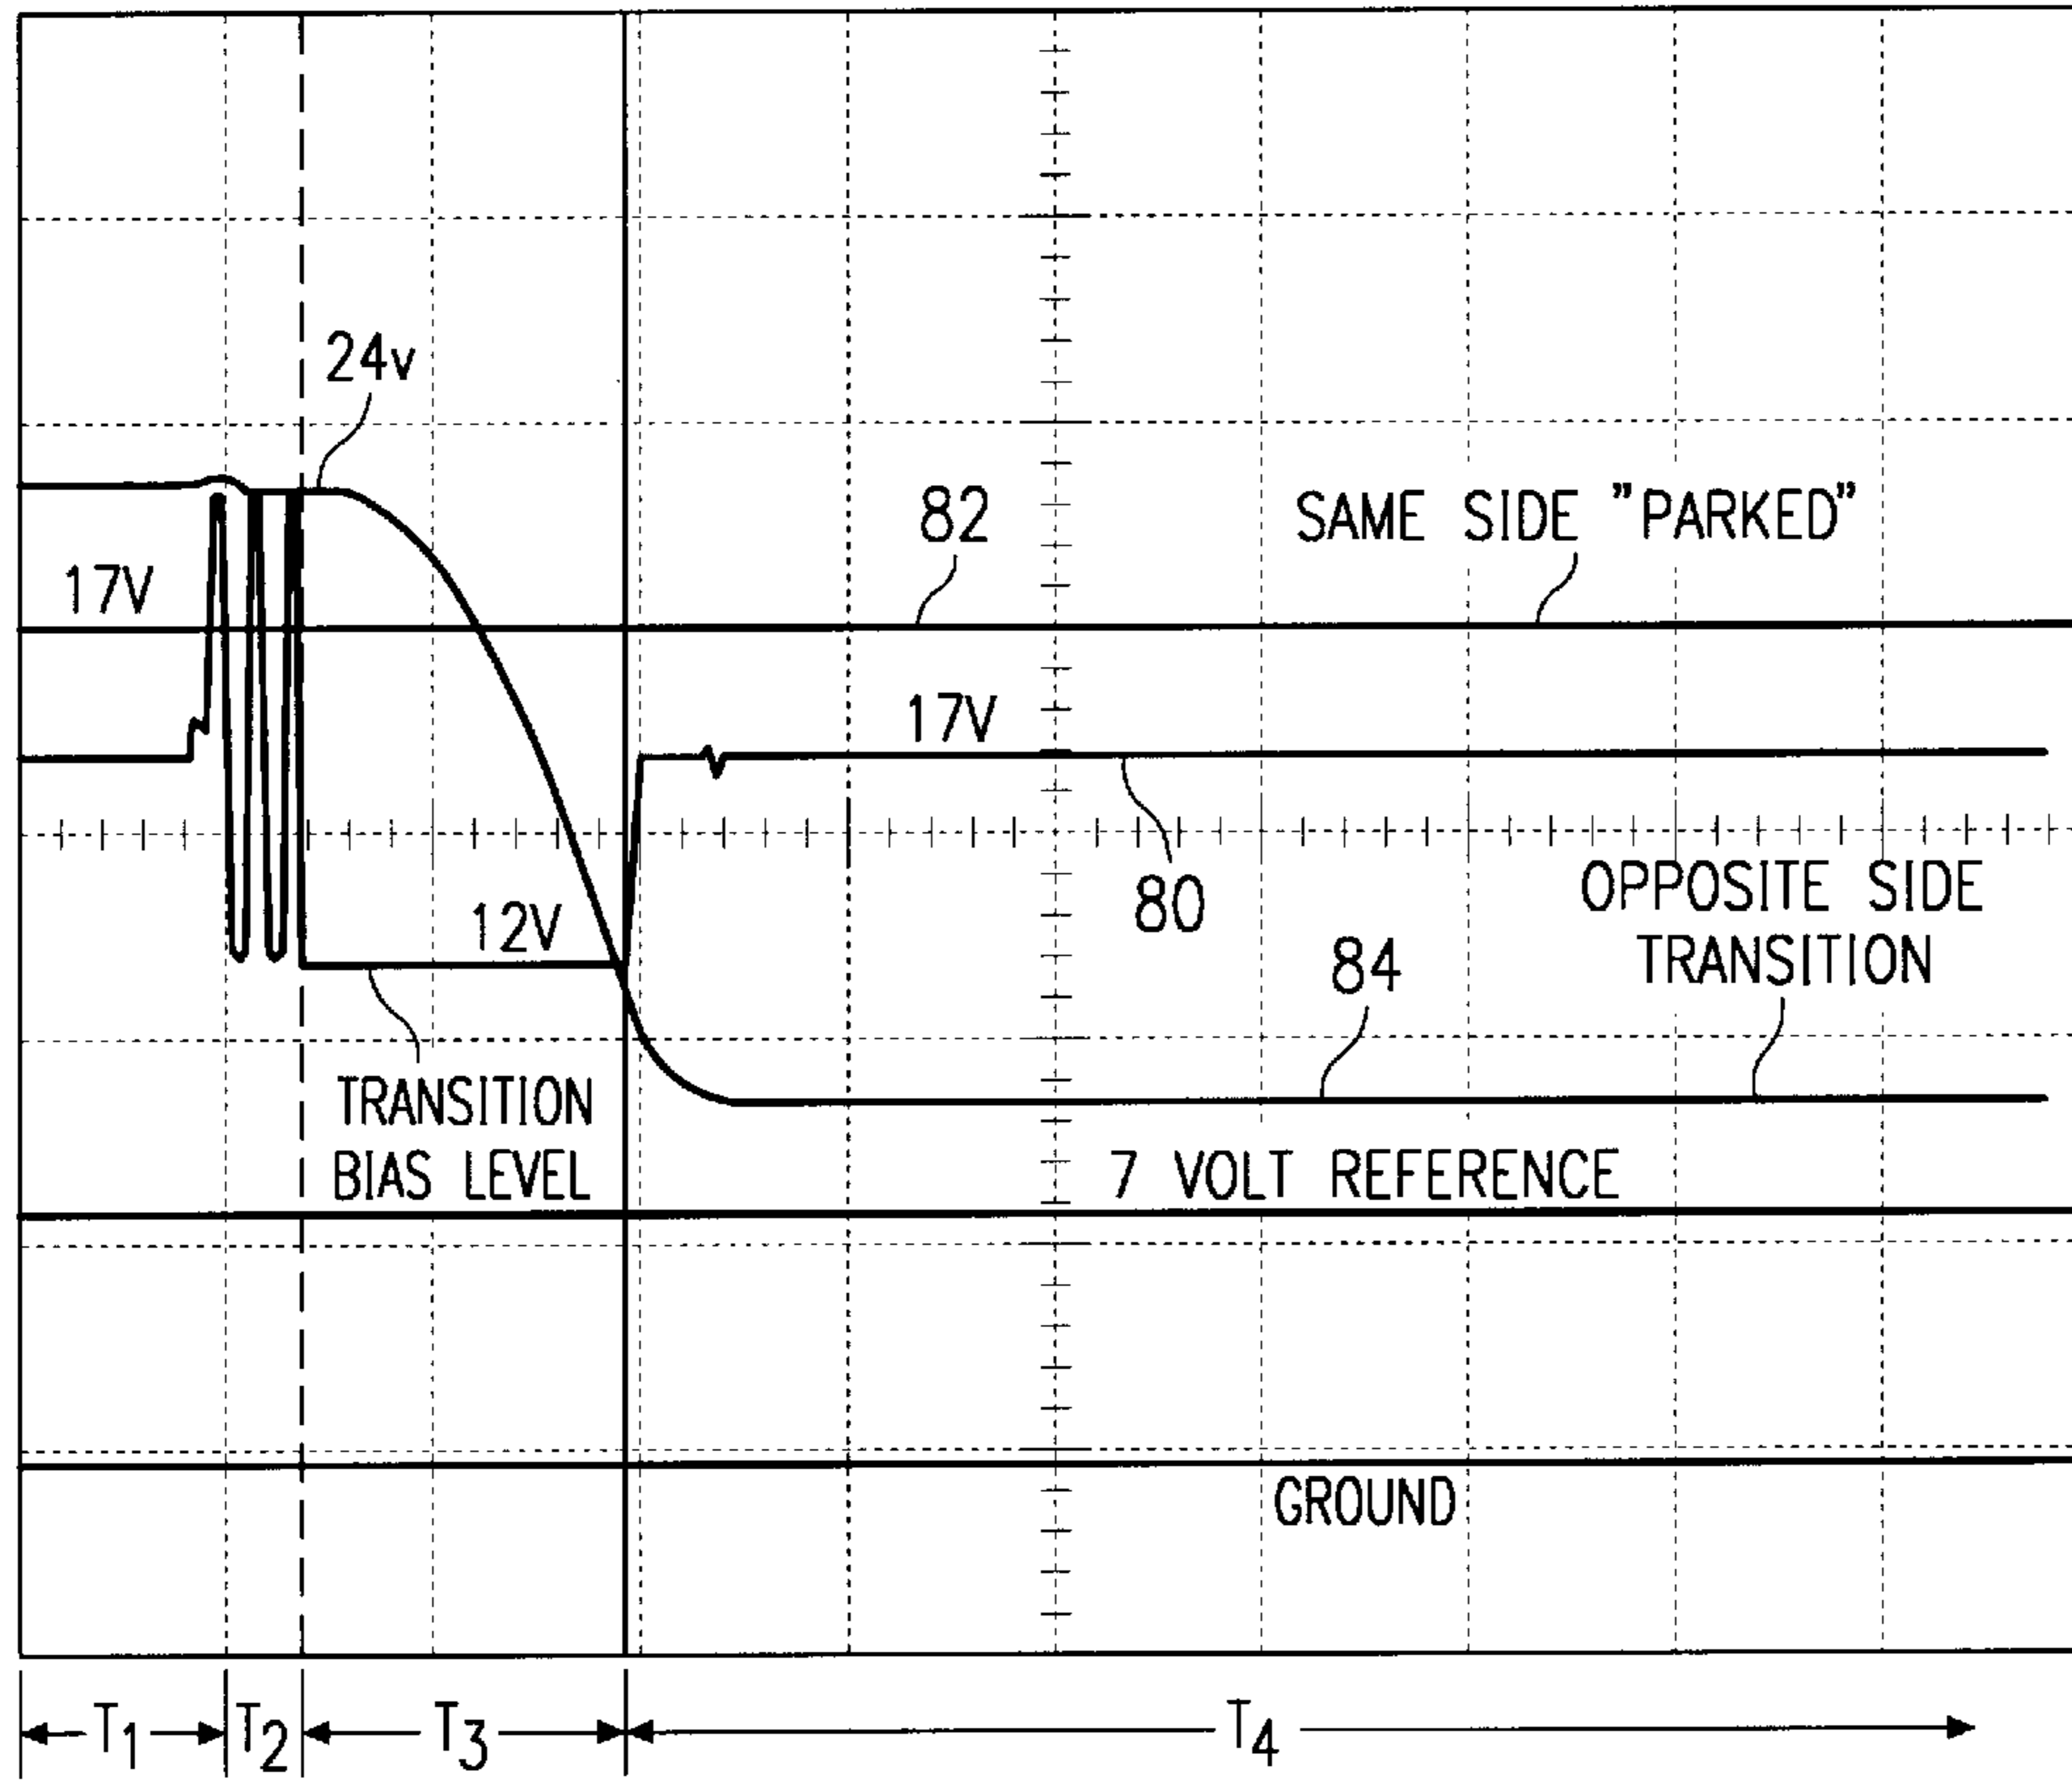 24v
82
SAME SIDE "PARKED"
17V
17V
80
OPPOSITE SIDE
TRANSITION
12V
84
TRANSITION
BIAS LEVEL
7 VOLT REFERENCE
GROUND
T1 T2 T3 T4